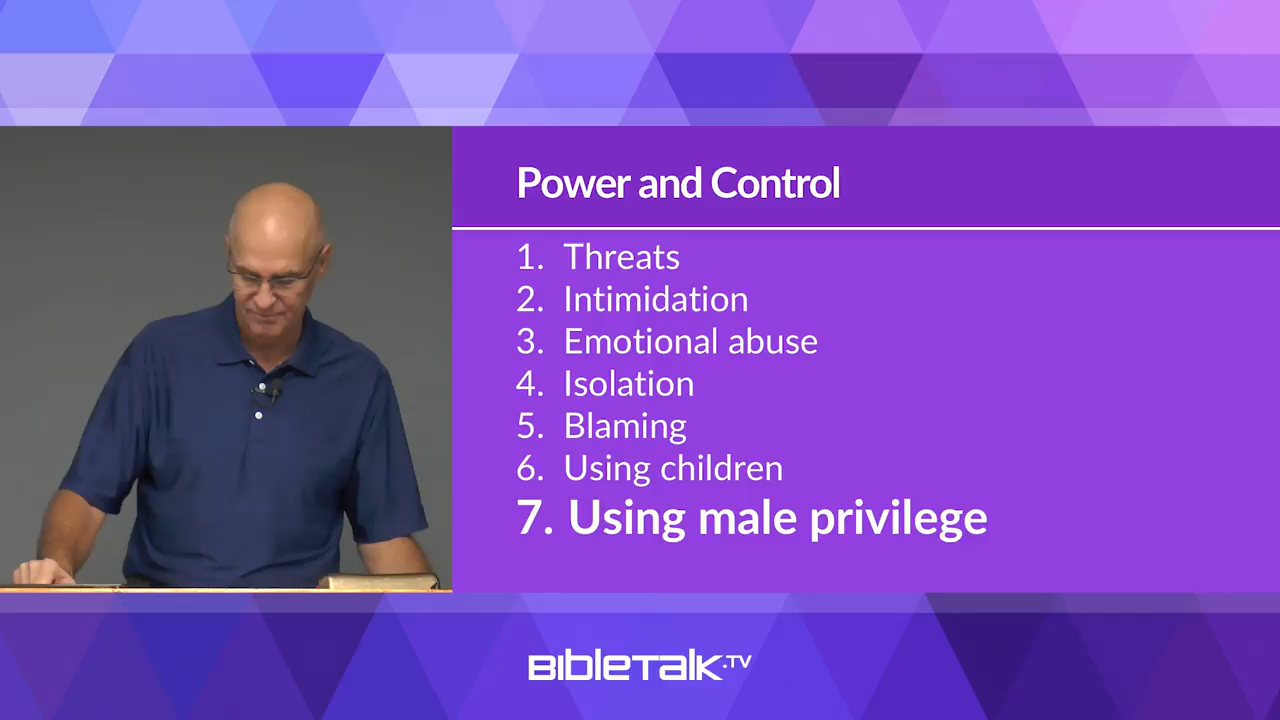 Power and Control
1. Threats
2. Intimidation
3. Emotional abuse
4. Isolation
5. Blaming
6. Using children
7. Using male privilege
BIBLETALK.TV